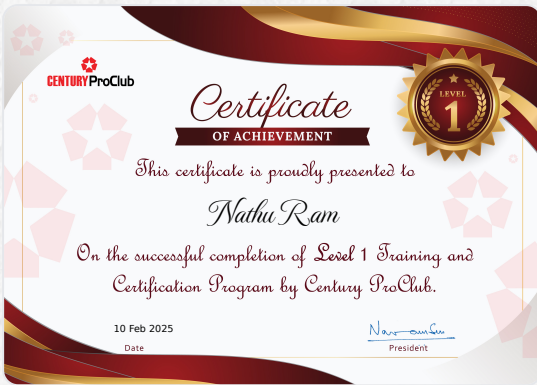 CENTURY ProClub
LEVEL
1
Certificate
OF ACHIEVEMENT
This certificate is proudly presented to
Nathu Ram
On the successful completion of Level 1 Training and
Certification Program by Century ProClub.
10 Feb 2025
Date
President